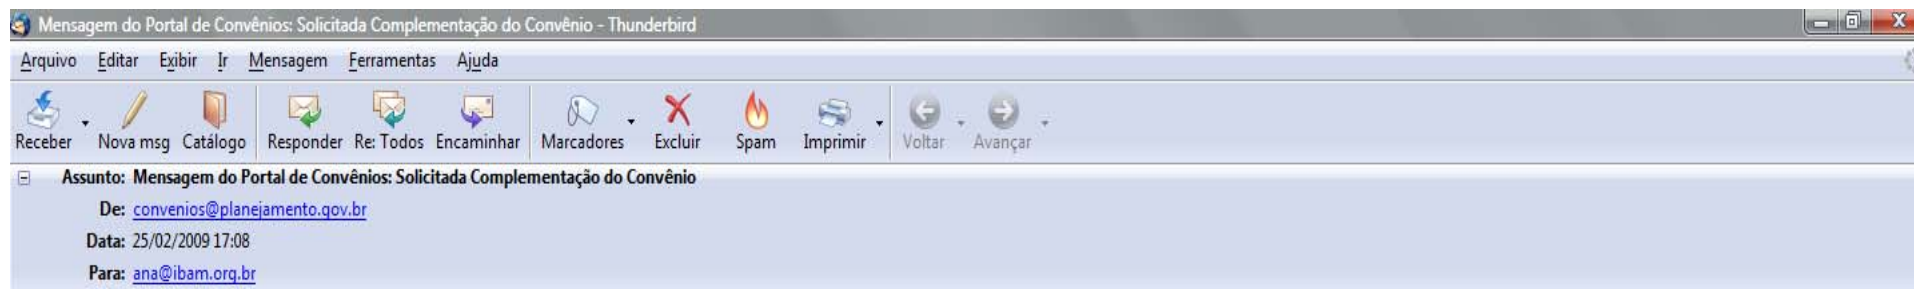 Mensagem do Portal de Convênios: Solicitada Complementação do Convênio - Thunderbird
Arquivo Editar Exibir Ir Mensagem Ferramentas Ajuda
Receber Nova msg Catálogo Responder Re: Todos Encaminhar Marcadores Excluir Spam Imprimir Voltar Avançar
Assunto: Mensagem do Portal de Convênios: Solicitada Complementação do Convênio
De: convenios@planejamento.gov.br
Data: 25/02/2009 17:08
Para: ana@ibam.org.br